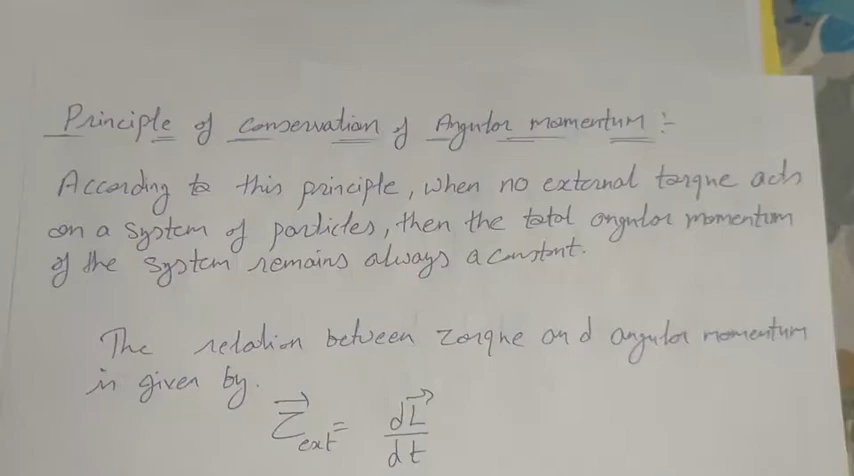 Principle of Conservation of Angular momentum :-
According to this principle, when no external torque acts
on a system of particles, then the total angular momentum
of the system remains always a constant.
The relation between torque and angular momentum
is given by.
τ⃗ext = dL⃗/dt